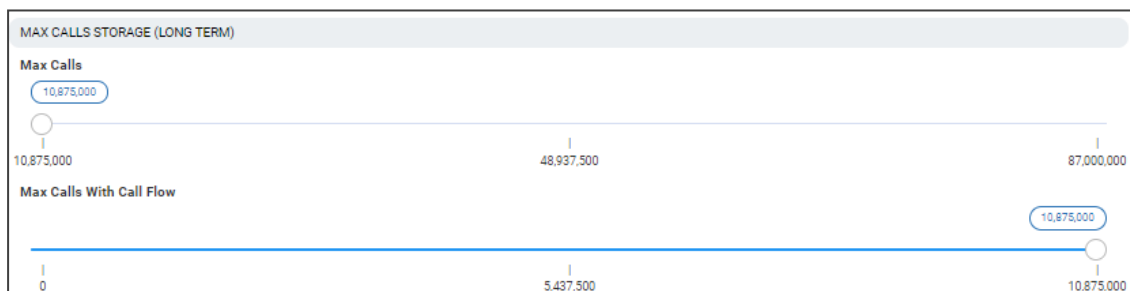 MAX CALLS STORAGE (LONG TERM)
Max Calls
10,875,000
10,875,000 48,937,500 87,000,000
Max Calls With Call Flow
10,875,000
0 5,437,500 10,875,000